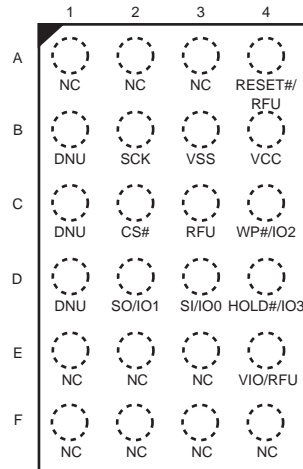 1 2 3 4
A
NC NC NC RESET#/
RFU
B
DNU SCK VSS VCC
C
DNU CS# RFU WP#/IO2
D
DNU SO/IO1 SI/IO0 HOLD#/IO3
E
NC NC NC VIO/RFU
F
NC NC NC NC